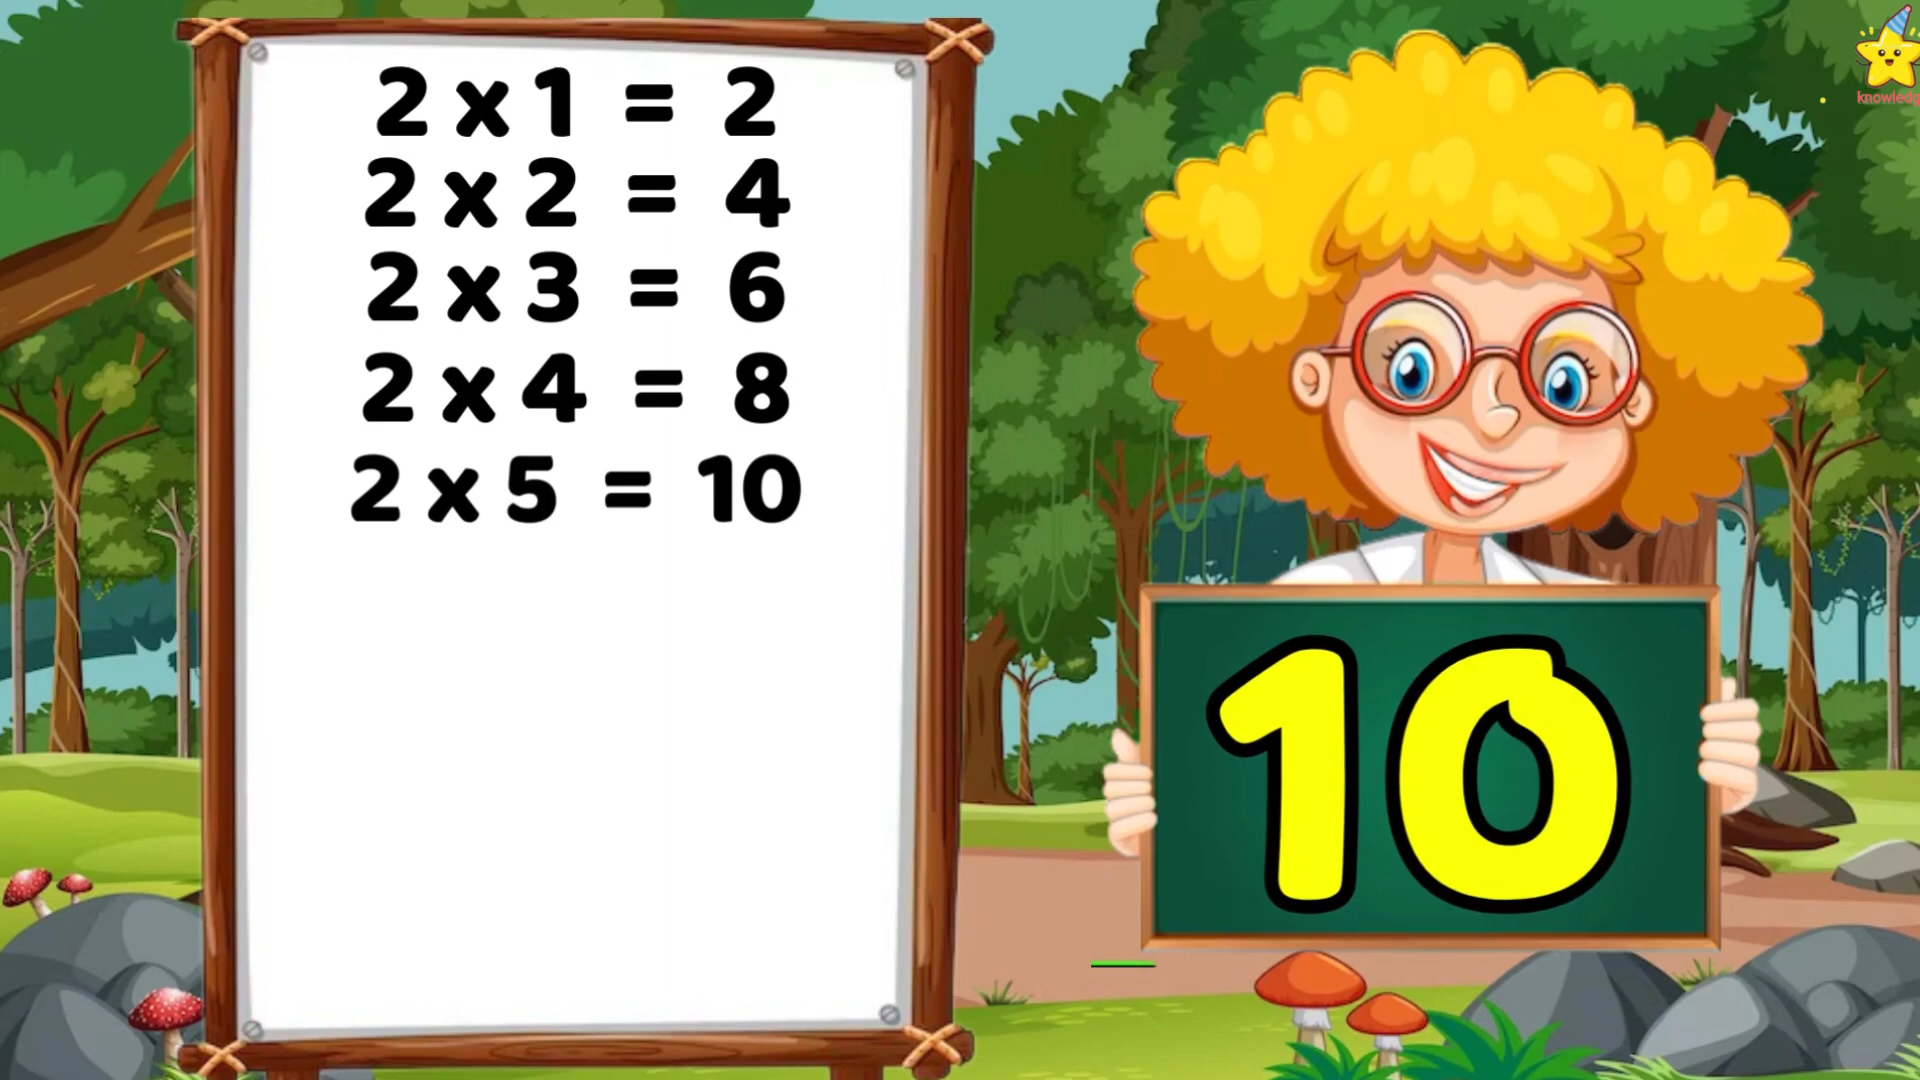 2 x 1 = 2
2 x 2 = 4
2 x 3 = 6
2 x 4 = 8
2 x 5 = 10
10